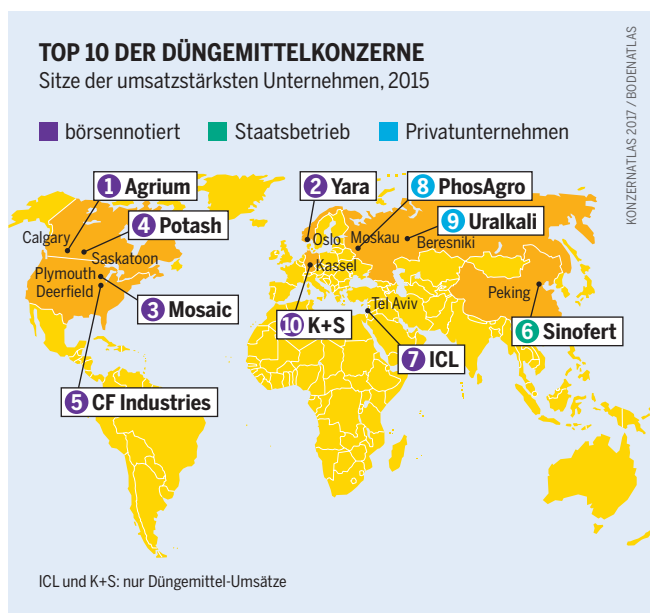 TOP 10 DER DÜNGEMITTELKONZERNE
Sitze der umsatzstärksten Unternehmen, 2015
börsennotiert Staatsbetrieb Privatunternehmen
KONZERNATLAS 2017 / BODENATLAS
1 Agrium
2 Yara
8 PhosAgro
4 Potash
9 Uralkali
Calgary
Saskatoon
Oslo
Moskau
Beresniki
Plymouth
Deerfield
Kassel
Peking
3 Mosaic
Tel Aviv
10 K+S
6 Sinofert
7 ICL
5 CF Industries
ICL und K+S: nur Düngemittel-Umsätze